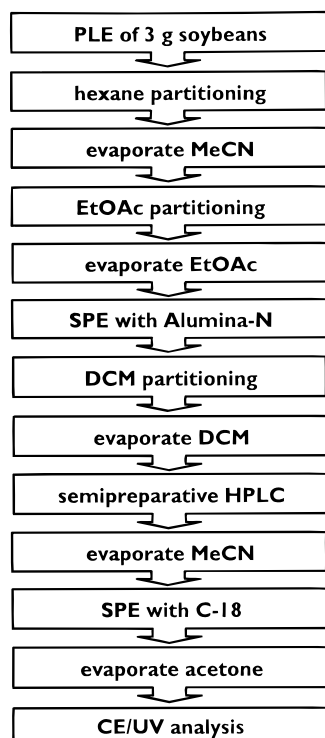 PLE of 3 g soybeans
hexane partitioning
evaporate MeCN
EtOAc partitioning
evaporate EtOAc
SPE with Alumina-N
DCM partitioning
evaporate DCM
semipreparative HPLC
evaporate MeCN
SPE with C-18
evaporate acetone
CE/UV analysis